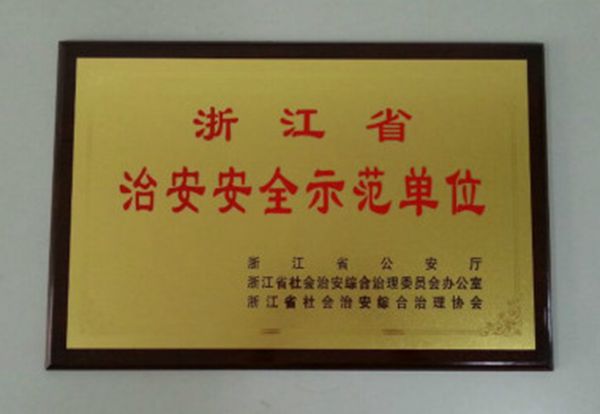 浙江省
治安安全示范单位
浙江省公安厅
浙江省社会治安综合治理委员会办公室
浙江省社会治安综合治理协会